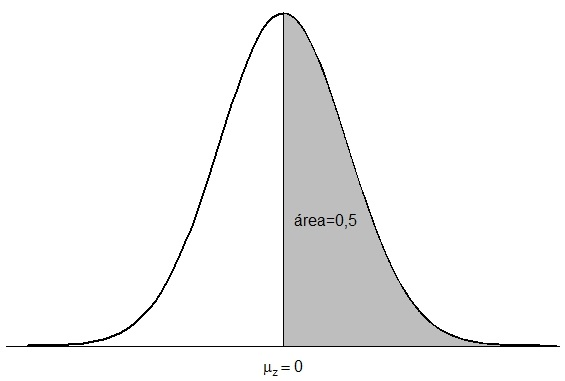 área=0,5
μz = 0